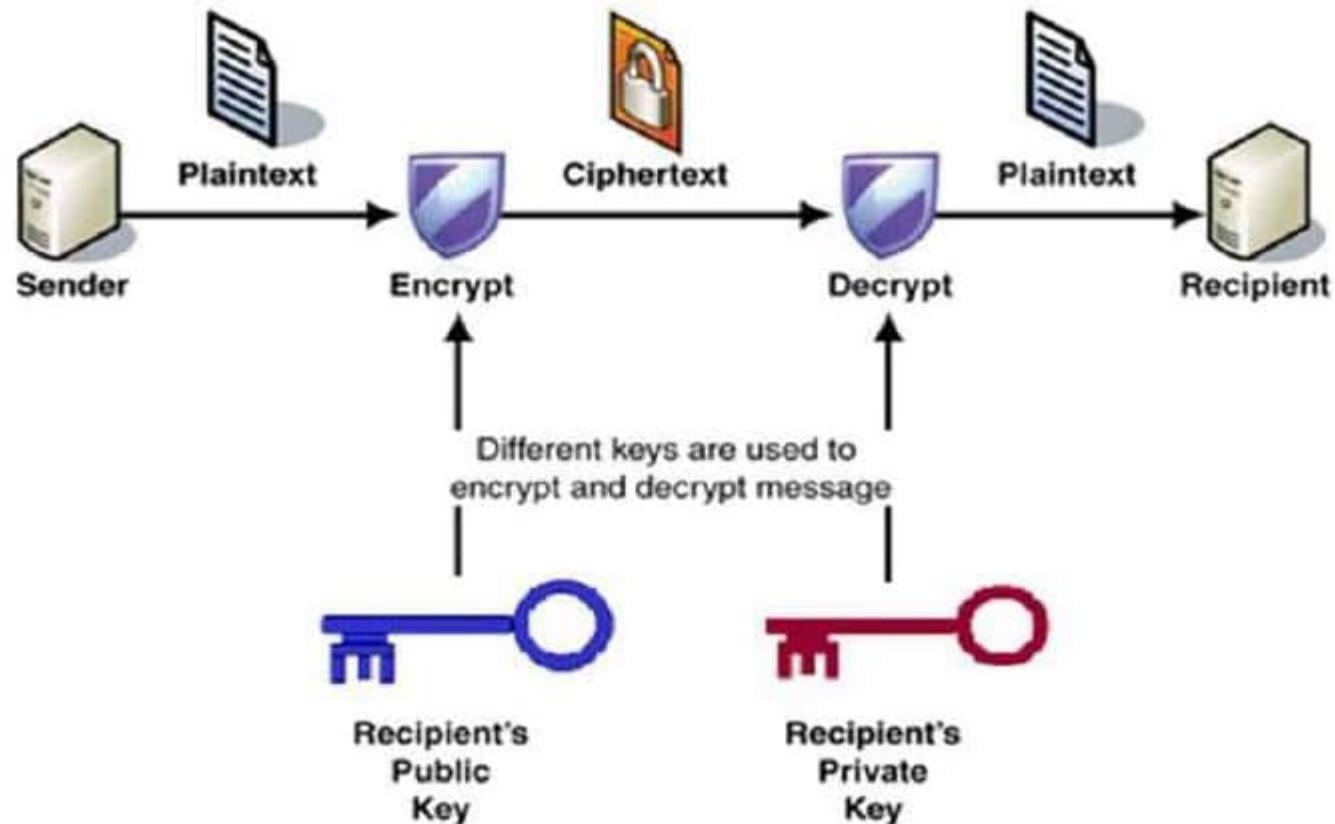 Plaintext
Ciphertext
Plaintext
Sender
Encrypt
Decrypt
Recipient
Different keys are used to
encrypt and decrypt message
Recipient's
Public
Key
Recipient's
Private
Key